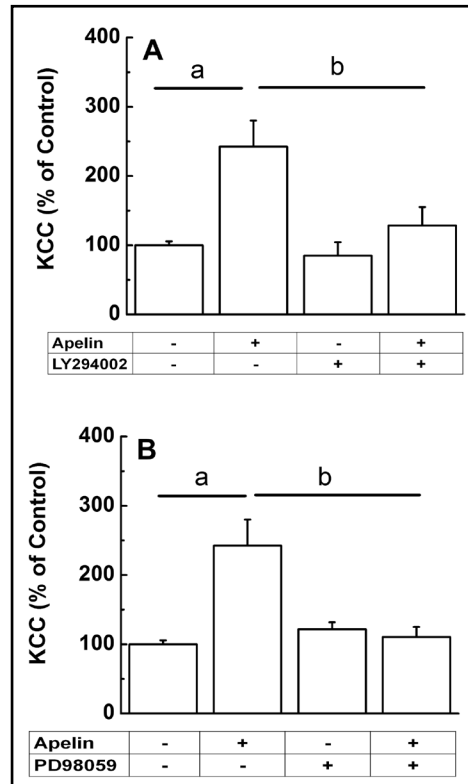 400
A
a
b
300
200
100
0
KCC (% of Control)
Apelin - + - +
LY294002 - - + +
400
B
a
b
300
200
100
0
KCC (% of Control)
Apelin - + - +
PD98059 - - + +